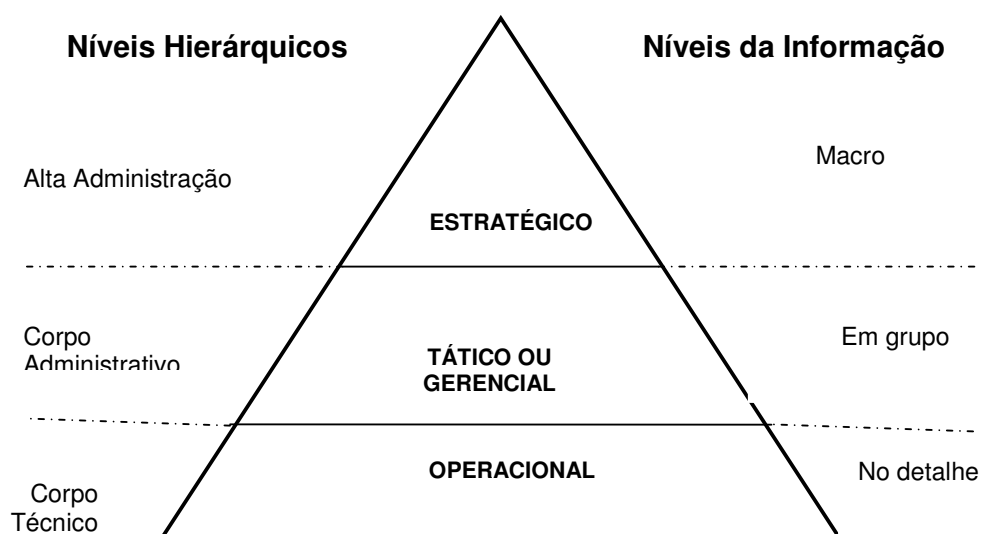 Níveis Hierárquicos
Níveis da Informação
Macro
Alta Administração
ESTRATÉGICO
Corpo
Administrativo
Em grupo
TÁTICO OU
GERENCIAL
OPERACIONAL
No detalhe
Corpo
Técnico